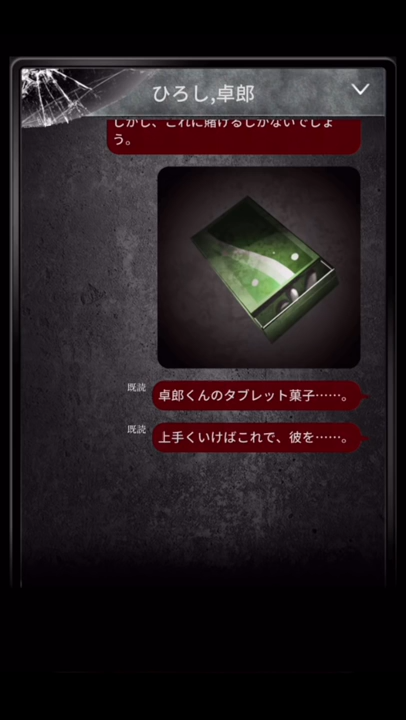 ひろし,卓郎
しかし、これに賭けるしかないでしょ
う。
既読
卓郎くんのタブレット菓子……。
既読
上手くいけばこれで、彼を……。